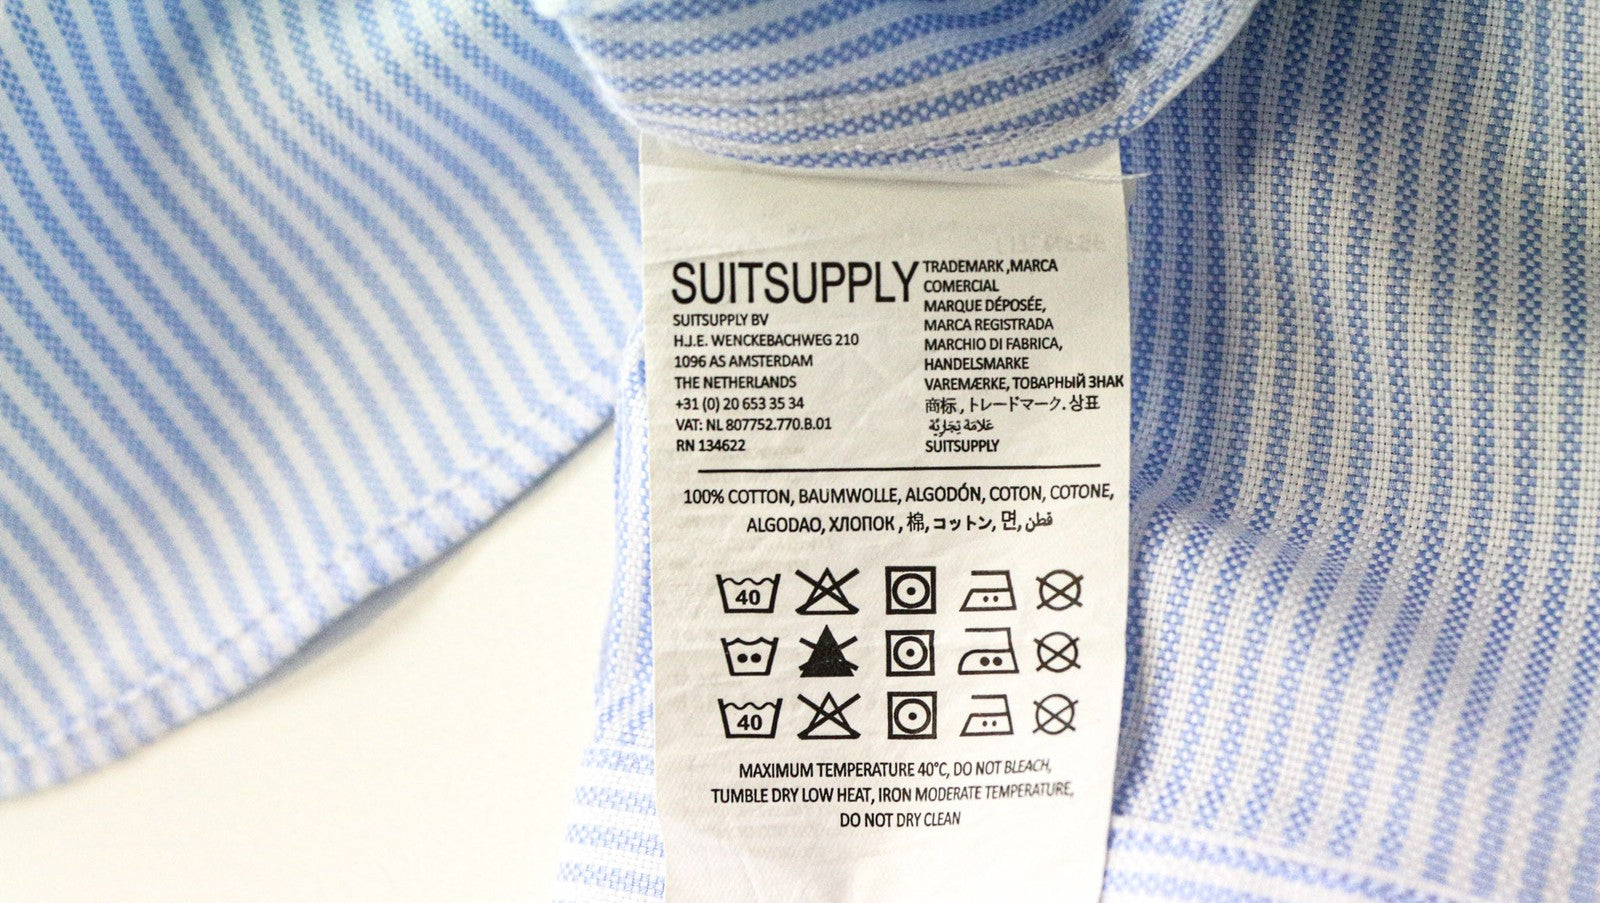 SUITSUPPLY
SUITSUPPLY BV
H.J.E. WENCKEBACHWEG 210
1096 AS AMSTERDAM
THE NETHERLANDS
+31 (0) 20 653 35 34
VAT: NL 807752.770.B.01
RN 134622
TRADEMARK ,MARCA
COMERCIAL
MARQUE DÉPOSÉE,
MARCA REGISTRADA
MARCHIO DI FABRICA,
HANDELSMARKE
VAREMÆRKE, ТОВАРНЫЙ ЗНАК
商标 , トレードマーク. 상표
عَلاَمَة تِجَارِيَّة
SUITSUPPLY
100% COTTON, BAUMWOLLE, ALGODÓN, COTON, COTONE,
ALGODAO, ХЛОПОК , 棉, コットン, 면, قطن
40
40
MAXIMUM TEMPERATURE 40°C, DO NOT BLEACH,
TUMBLE DRY LOW HEAT, IRON MODERATE TEMPERATURE,
DO NOT DRY CLEAN